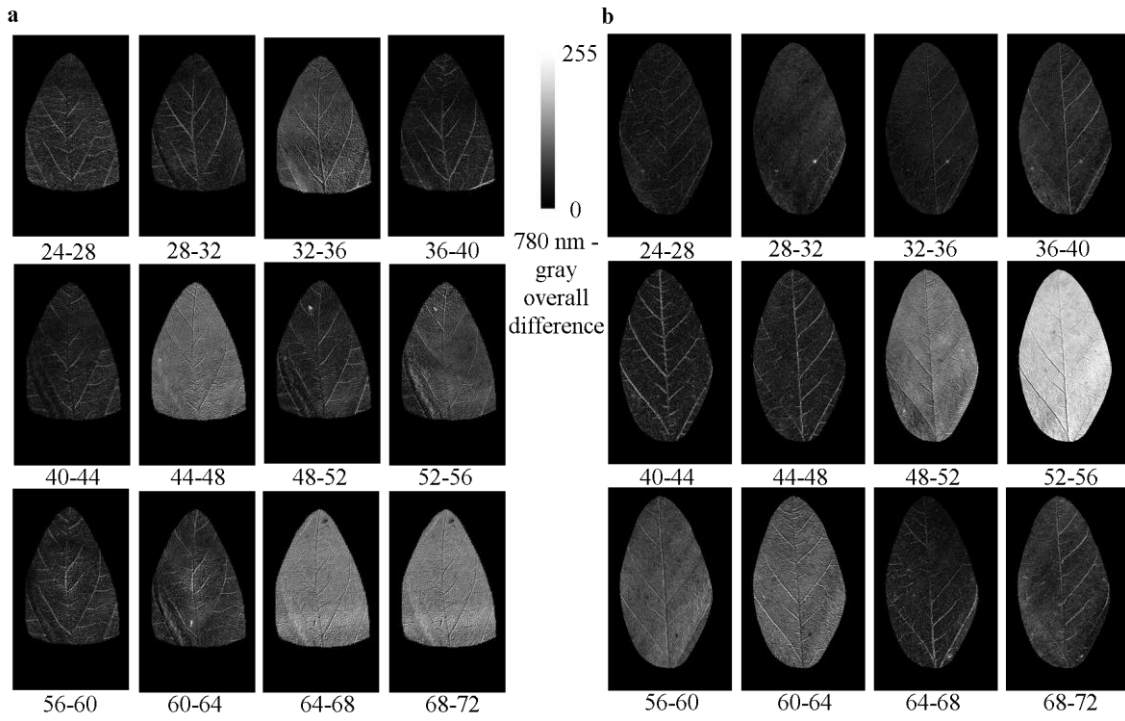 a
24-28 28-32 32-36 36-40
40-44 44-48 48-52 52-56
56-60 60-64 64-68 68-72
255
0
780 nm -
gray
overall
difference
b
24-28 28-32 32-36 36-40
40-44 44-48 48-52 52-56
56-60 60-64 64-68 68-72